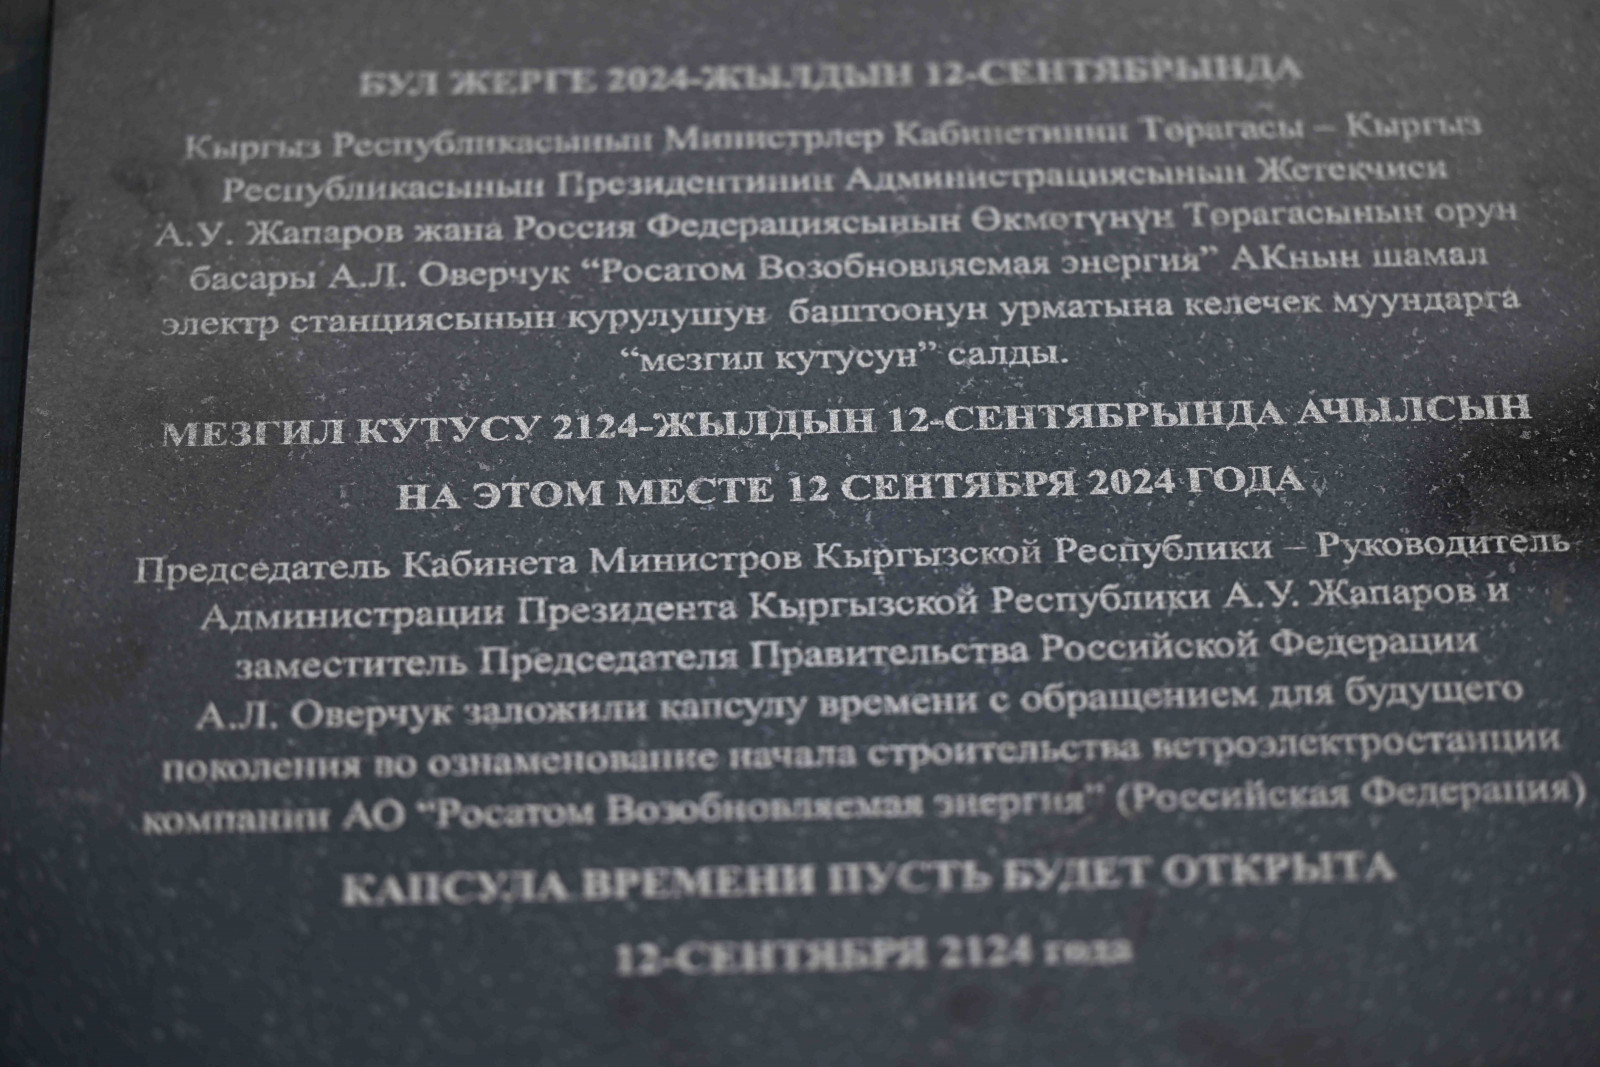 БУЛ ЖЕРГЕ 2024-ЖЫЛДЫН 12-СЕНТЯБРЫНДА
Кыргыз Республикасынын Министрлер Кабинетинин Төрагасы – Кыргыз
Республикасынын Президентинин Администрациясынын Жетекчиси
А.У. Жапаров жана Россия Федерациясынын Өкмөтүнүн Төрагасынын орун
басары А.Л. Оверчук “Росатом Возобновляемая энергия” АКнын шамал
электр станциясынын курулушун баштоонун урматына келечек муундарга
“мезгил кутусун” салды.
МЕЗГИЛ КУТУСУ 2124-ЖЫЛДЫН 12-СЕНТЯБРЫНДА АЧЫЛСЫН
НА ЭТОМ МЕСТЕ 12 СЕНТЯБРЯ 2024 ГОДА
Председатель Кабинета Министров Кыргызской Республики – Руководитель
Администрации Президента Кыргызской Республики А.У. Жапаров и
заместитель Председателя Правительства Российской Федерации
А.Л. Оверчук заложили капсулу времени с обращением для будущего
поколения во ознаменование начала строительства ветроэлектростанции
компании АО “Росатом Возобновляемая энергия” (Российская Федерация)
КАПСУЛА ВРЕМЕНИ ПУСТЬ БУДЕТ ОТКРЫТА
12-СЕНТЯБРЯ 2124 года